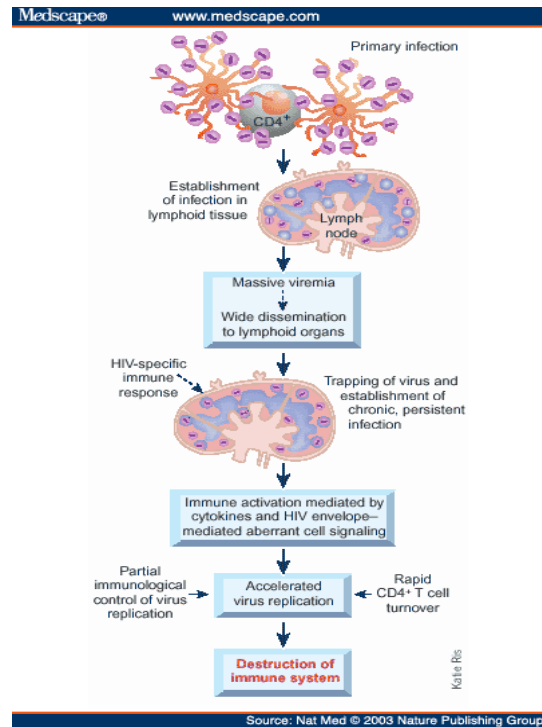 Medscape® www.medscape.com
Primary infection
CD4+
Establishment
of infection in
lymphoid tissue
Lymph
node
Massive viremia
Wide dissemination
to lymphoid organs
HIV-specific
immune
response
Trapping of virus and
establishment of
chronic, persistent
infection
Immune activation mediated by
cytokines and HIV envelope–
mediated aberrant cell signaling
Partial
immunological
control of virus
replication
Accelerated
virus replication
Rapid
CD4+ T cell
turnover
Destruction of
immune system
Katie Ris
Source: Nat Med © 2003 Nature Publishing Group